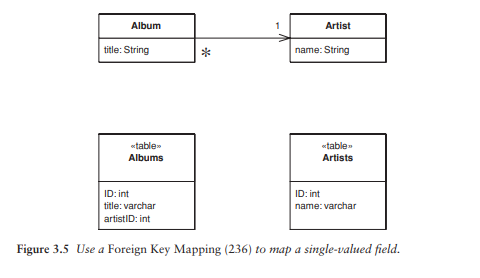 Album
1
Artist
title: String
*
name: String
«table»
Albums
«table»
Artists
ID: int
title: varchar
artistID: int
ID: int
name: varchar
Figure 3.5 Use a Foreign Key Mapping (236) to map a single-valued field.